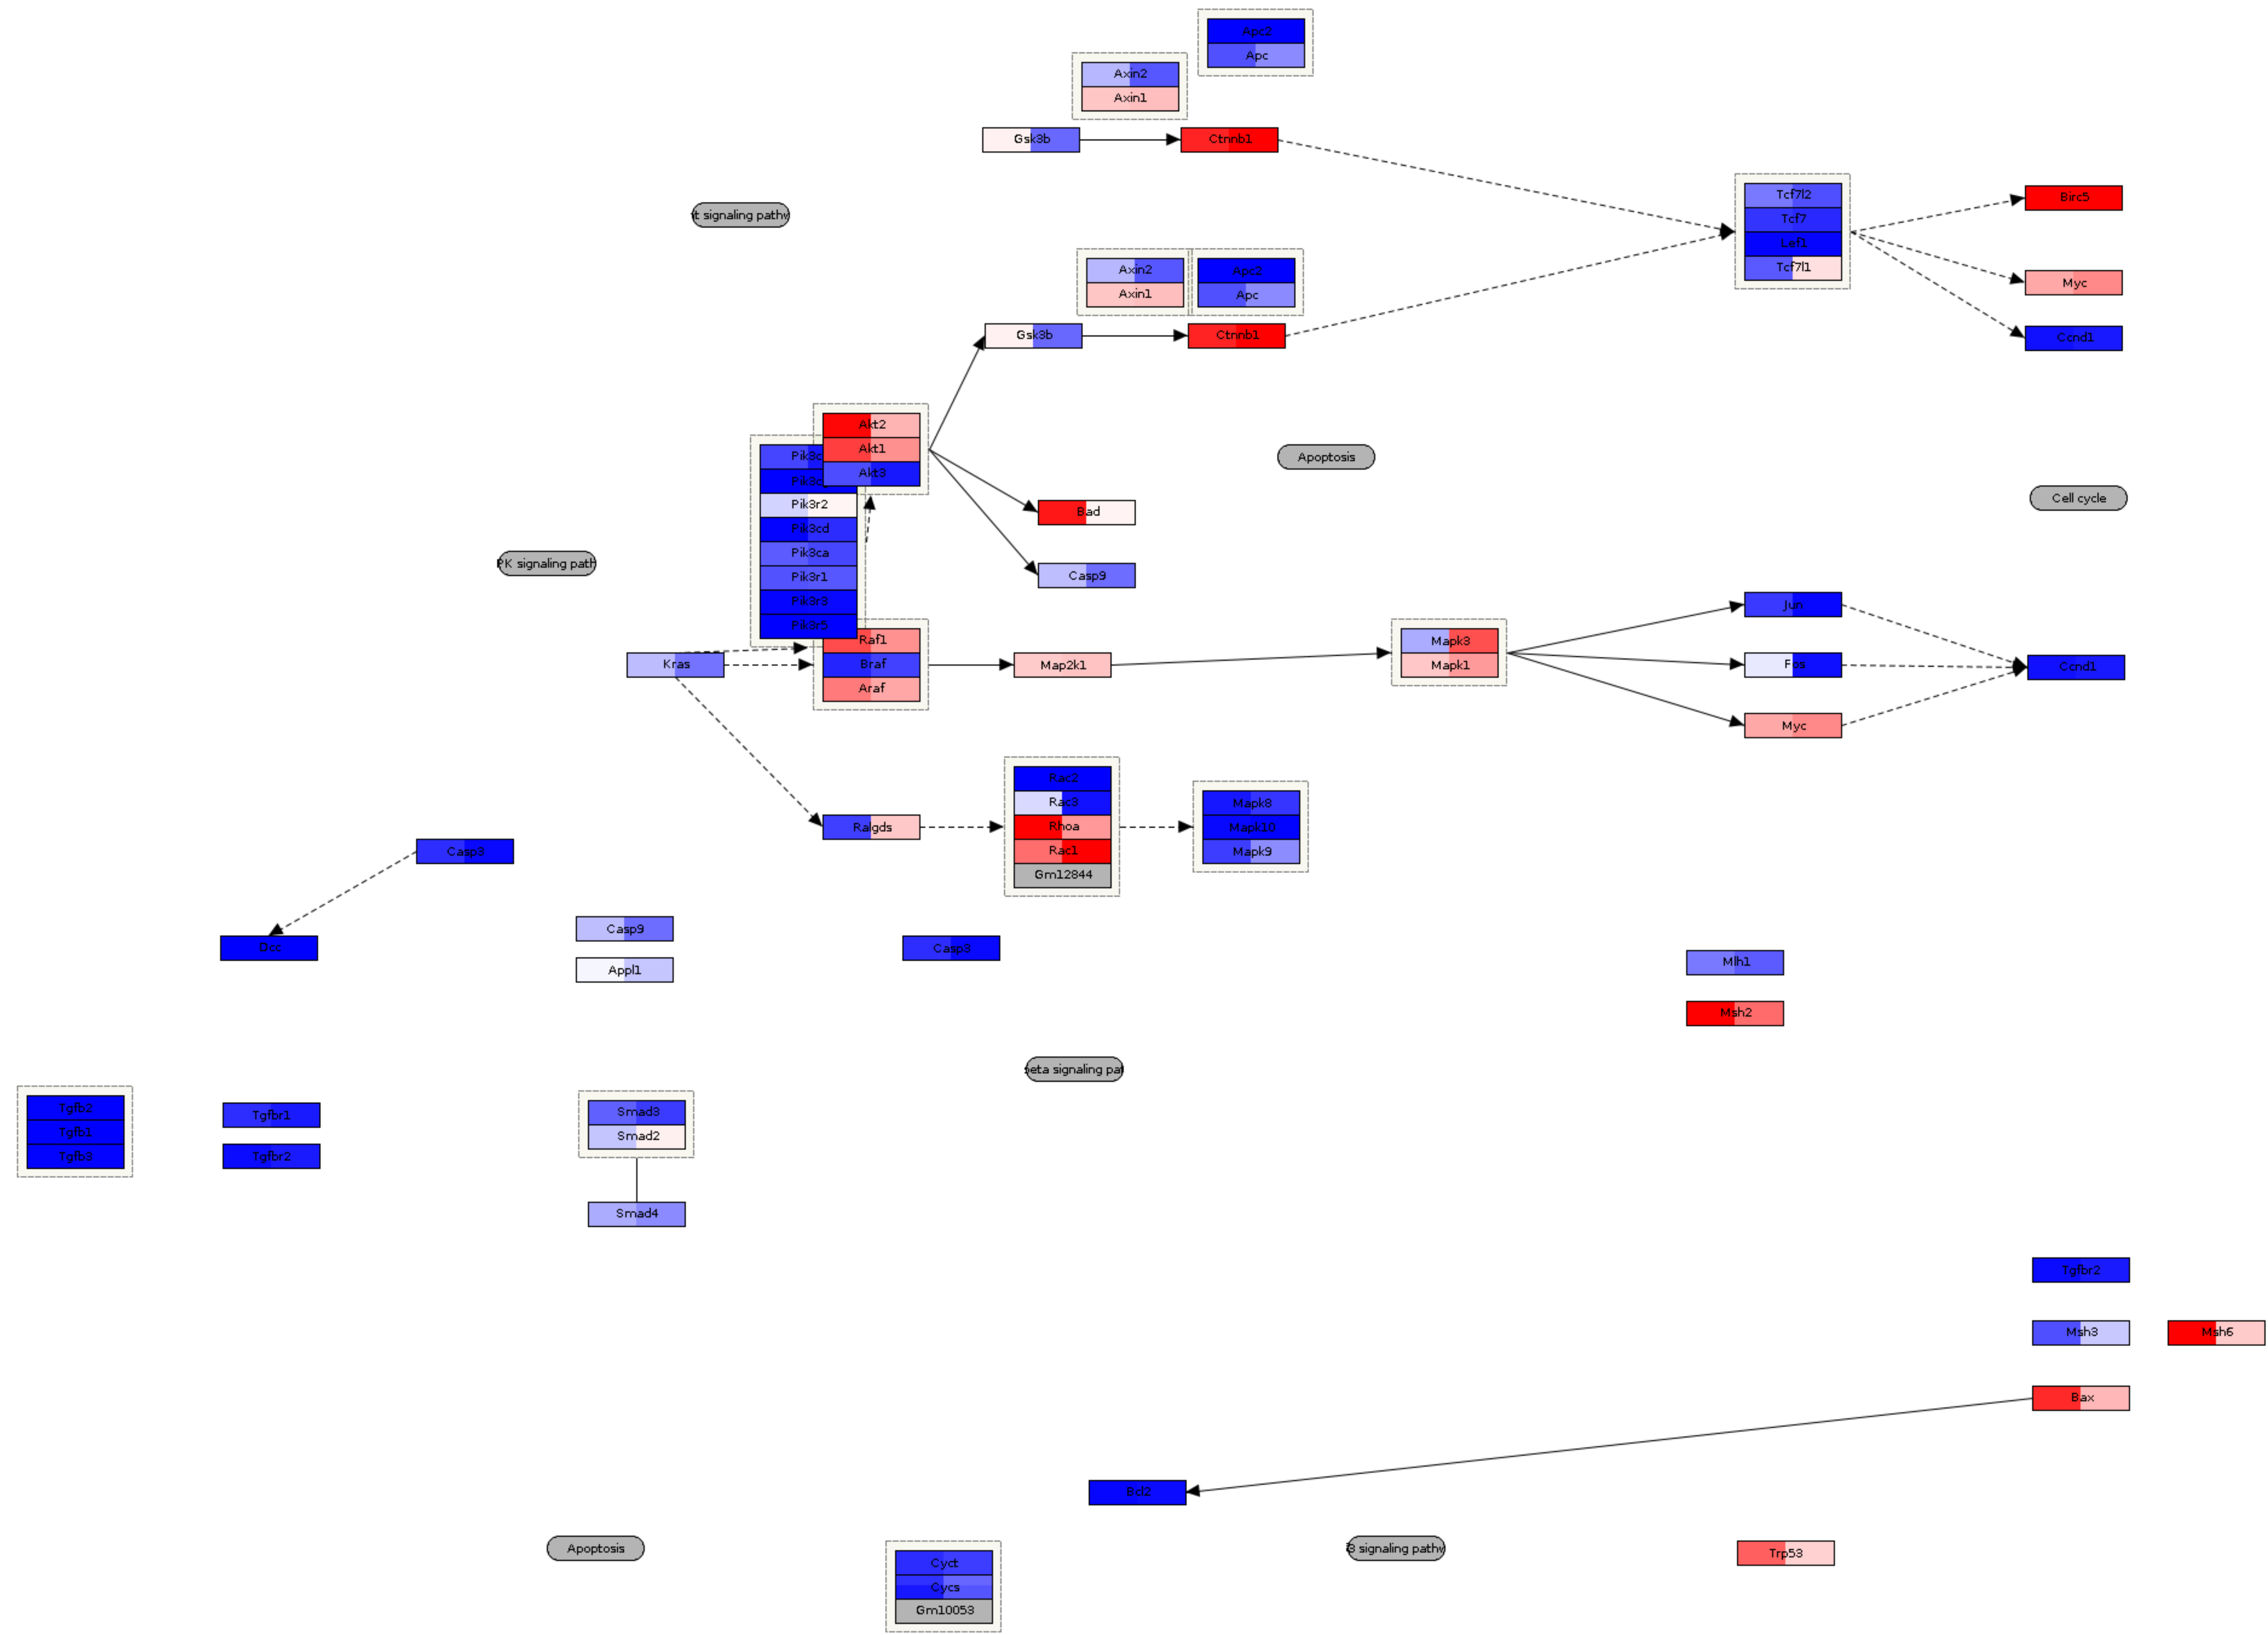 Apc2
Apc
Axin2
Axin1
Gsk3b
Ctnnb1
Tcf7l2
Tcf7
Lef1
Tcf7l1
Birc5
t signaling pathw
Axin2
Axin1
Apc2
Apc
Myc
Gsk3b
Ctnnb1
Ccnd1
Akt2
Akt1
Akt3
Pik3r2
Pik3cd
Pik3ca
Pik3r1
Pik3r3
Pik3r5
Apoptosis
Cell cycle
Bad
PK signaling path
Casp9
Jun
Raf1
Braf
Araf
Mapk3
Mapk1
Kras
Map2k1
Fos
Ccnd1
Myc
Rac2
Rac3
Rhoa
Rac1
Gm12844
Mapk8
Mapk10
Mapk9
Ralgds
Casp3
Casp9
Dcc
Casp3
Appl1
Mlh1
Msh2
beta signaling pat
Tgfb2
Tgfb1
Tgfb3
Tgfbr1
Tgfbr2
Smad3
Smad2
Smad4
Tgfbr2
Msh3
Msh6
Bax
Bcl2
Apoptosis
Cyct
Cycs
Gm10053
3 signaling pathw
Trp53